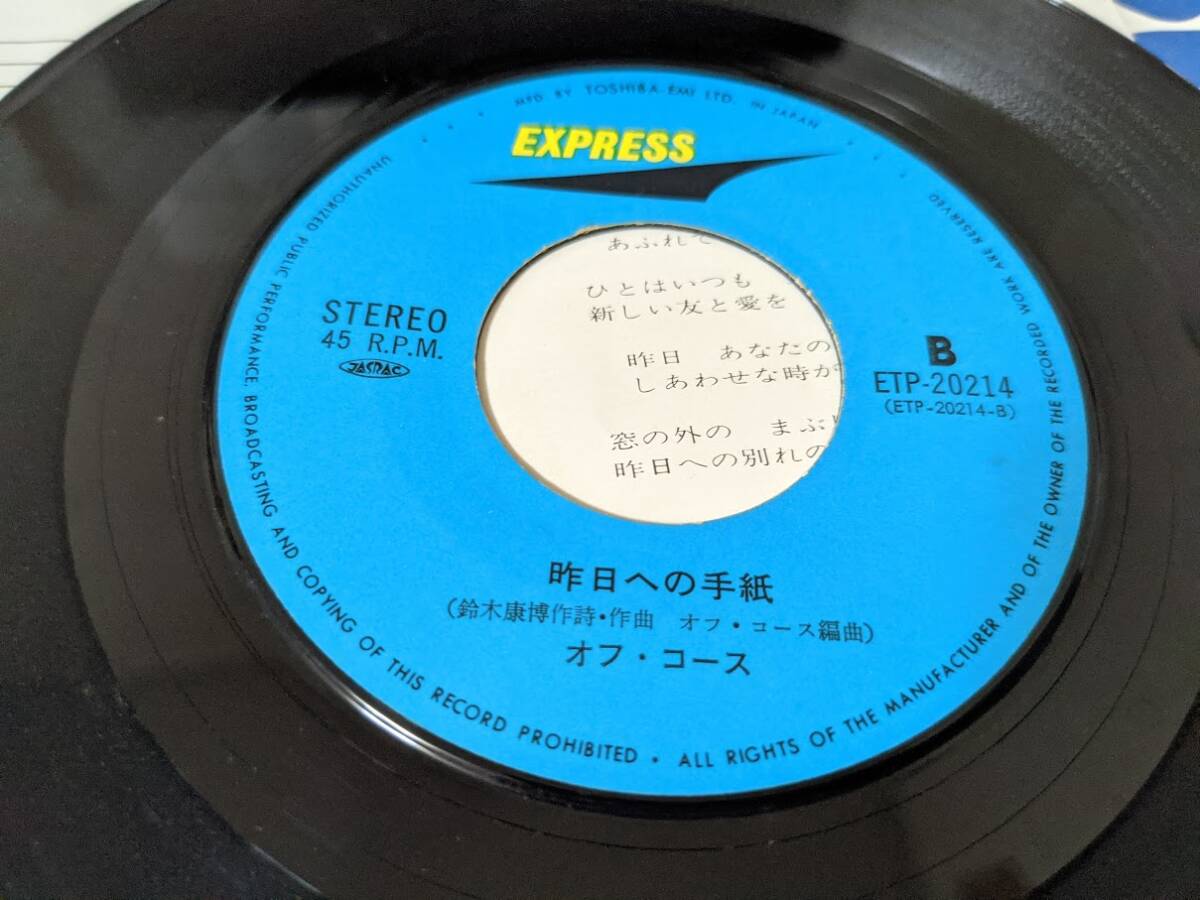 MFD. BY TOSHIBA-EMI LTD. IN JAPAN
EXPRESS
STEREO
45 R.P.M.
JASRAC
B
ETP-20214
(ETP-20214-B)
あふれて
ひとはいつも
新しい友と愛を
昨日 あなたの
しあわせな時が
窓の外の まぶ
昨日への別れの
昨日への手紙
(鈴木康博作詩・作曲 オフ・コース編曲)
オフ・コース
UNAUTHORIZED PUBLIC PERFORMANCE, BROADCASTING AND COPYING OF THIS RECORD PROHIBITED • ALL RIGHTS OF THE MANUFACTURER AND OF THE OWNER OF THE RECORDED WORK ARE RESERVED